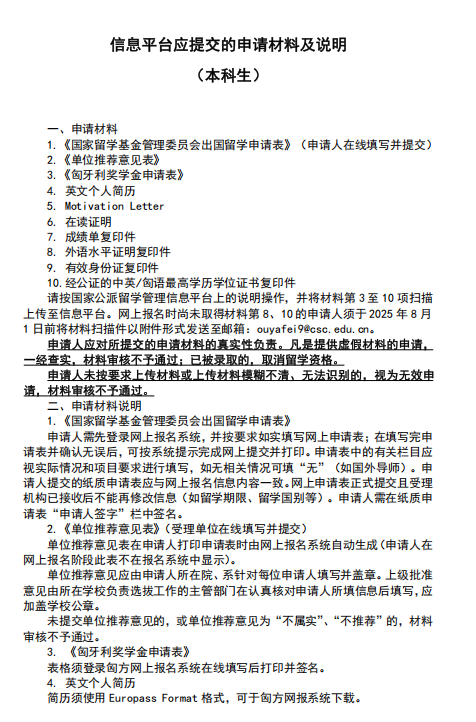 信息平台应提交的申请材料及说明
（本科生）
一、申请材料
1.《国家留学基金管理委员会出国留学申请表》（申请人在线填写并提交）
2.《单位推荐意见表》
3.《匈牙利奖学金申请表》
4. 英文个人简历
5. Motivation Letter
6. 在读证明
7. 成绩单复印件
8. 外语水平证明复印件
9. 有效身份证复印件
10.经公证的中英/匈语最高学历学位证书复印件
请按国家公派留学管理信息平台上的说明操作，并将材料第 3 至 10 项扫描
上传至信息平台。网上报名时尚未取得材料第 8、10 的申请人须于 2025 年 8 月
1 日前将材料扫描件以附件形式发送至邮箱：ouyafei9@csc.edu.cn。
申请人应对所提交的申请材料的真实性负责。凡是提供虚假材料的申请，
一经查实，材料审核不予通过；已被录取的，取消留学资格。
申请人未按要求上传材料或上传材料模糊不清、无法识别的，视为无效申
请，材料审核不予通过。
二、申请材料说明
1.《国家留学基金管理委员会出国留学申请表》
申请人需先登录网上报名系统，并按要求如实填写网上申请表；在填写完申
请表并确认无误后，可按系统提示完成网上提交并打印。申请表中的有关栏目应
视实际情况和项目要求进行填写，如无相关情况可填“无”（如国外导师）。申
请人提交的纸质申请表应与网上报名信息内容一致。网上申请表正式提交且受理
机构已接收后不能再修改信息（如留学期限、留学国别等）。申请人需在纸质申
请表“申请人签字”栏中签名。
2.《单位推荐意见表》（受理单位在线填写并提交）
单位推荐意见表在申请人打印申请表时由网上报名系统自动生成（申请人在
网上报名阶段此表不在报名系统中显示）。
单位推荐意见应由申请人所在院、系针对每位申请人填写并盖章。上级批准
意见由所在学校负责选拔工作的主管部门在认真核对申请人所填信息后填写，应
加盖学校公章。
未提交单位推荐意见的，或单位推荐意见为“不属实”、“不推荐”的，材料
审核不予通过。
3. 《匈牙利奖学金申请表》
表格须登录匈方网上报名系统在线填写后打印并签名。
4. 英文个人简历
简历须使用 Europass Format 格式，可于匈方网报系统下载。